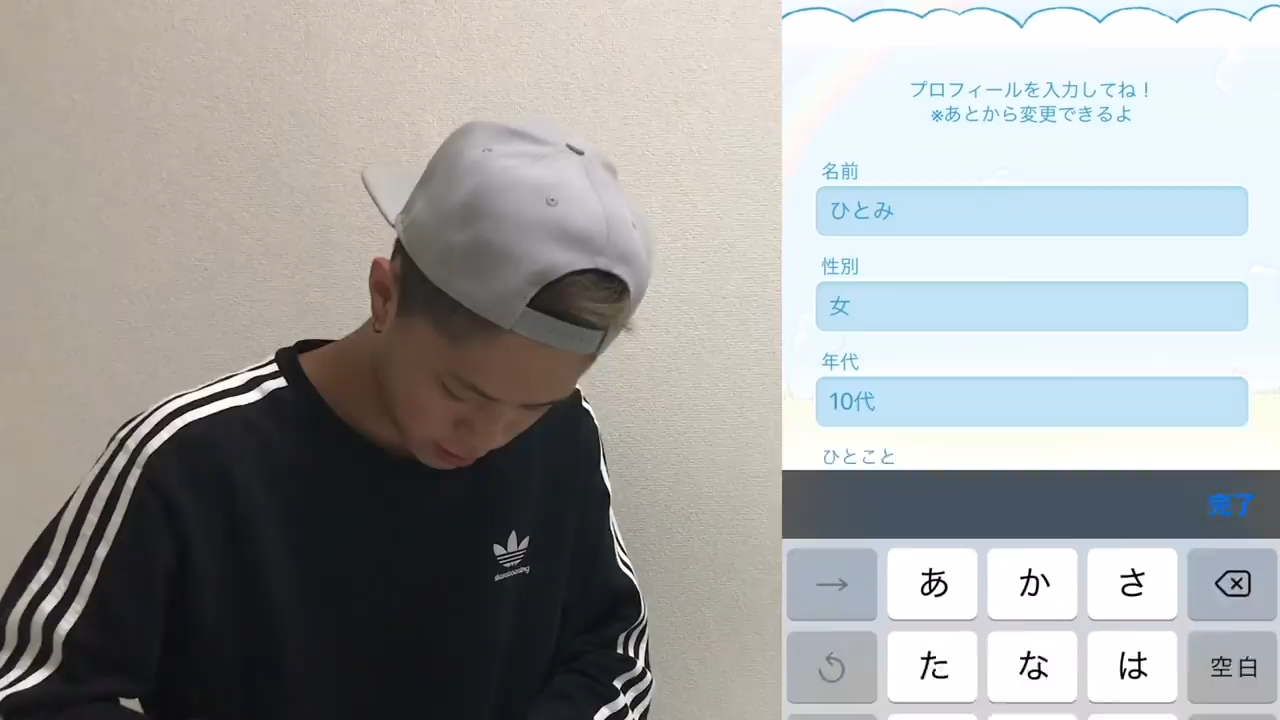 プロフィールを入力してね！
※あとから変更できるよ
名前
ひとみ
性別
女
年代
10代
ひとこと
完了
→ あ か さ
た な は 空白
skateboarding